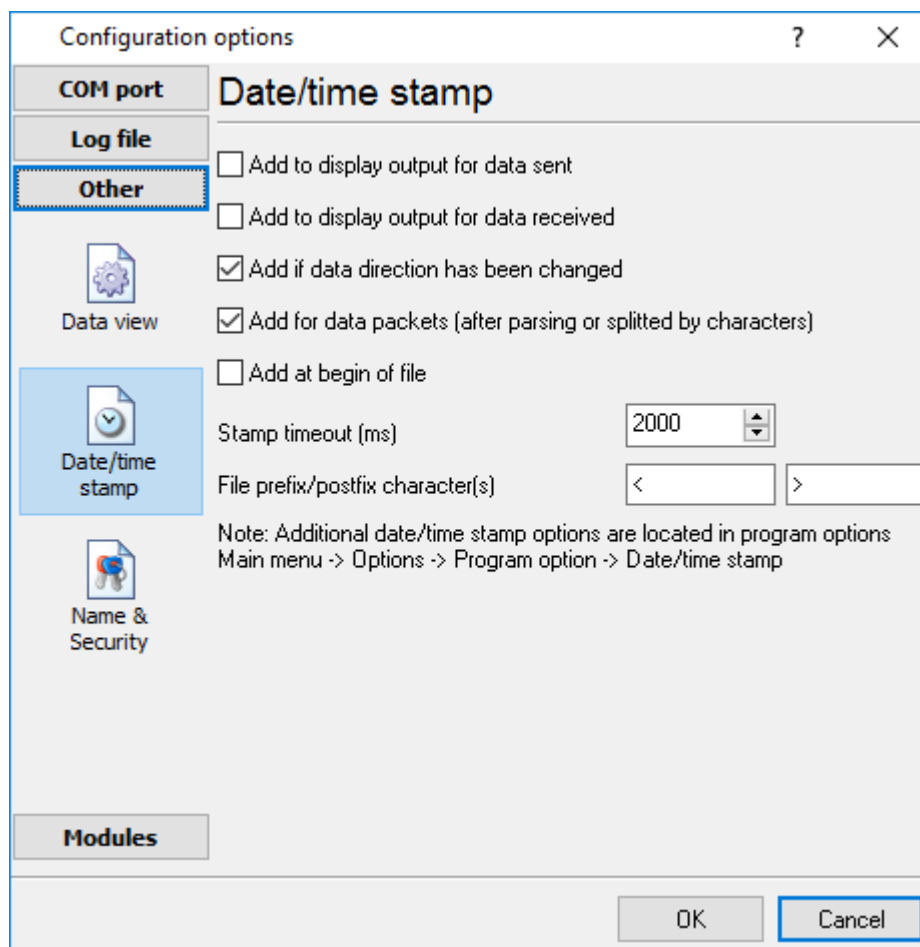 Configuration options
?
COM port
Log file
Other
Data view
Date/time
stamp
Name &
Security
Modules
Date/time stamp
Add to display output for data sent
Add to display output for data received
Add if data direction has been changed
Add for data packets (after parsing or splitted by characters)
Add at begin of file
Stamp timeout (ms) 2000
File prefix/postfix character(s) < >
Note: Additional date/time stamp options are located in program options
Main menu -> Options -> Program option -> Date/time stamp
OK Cancel